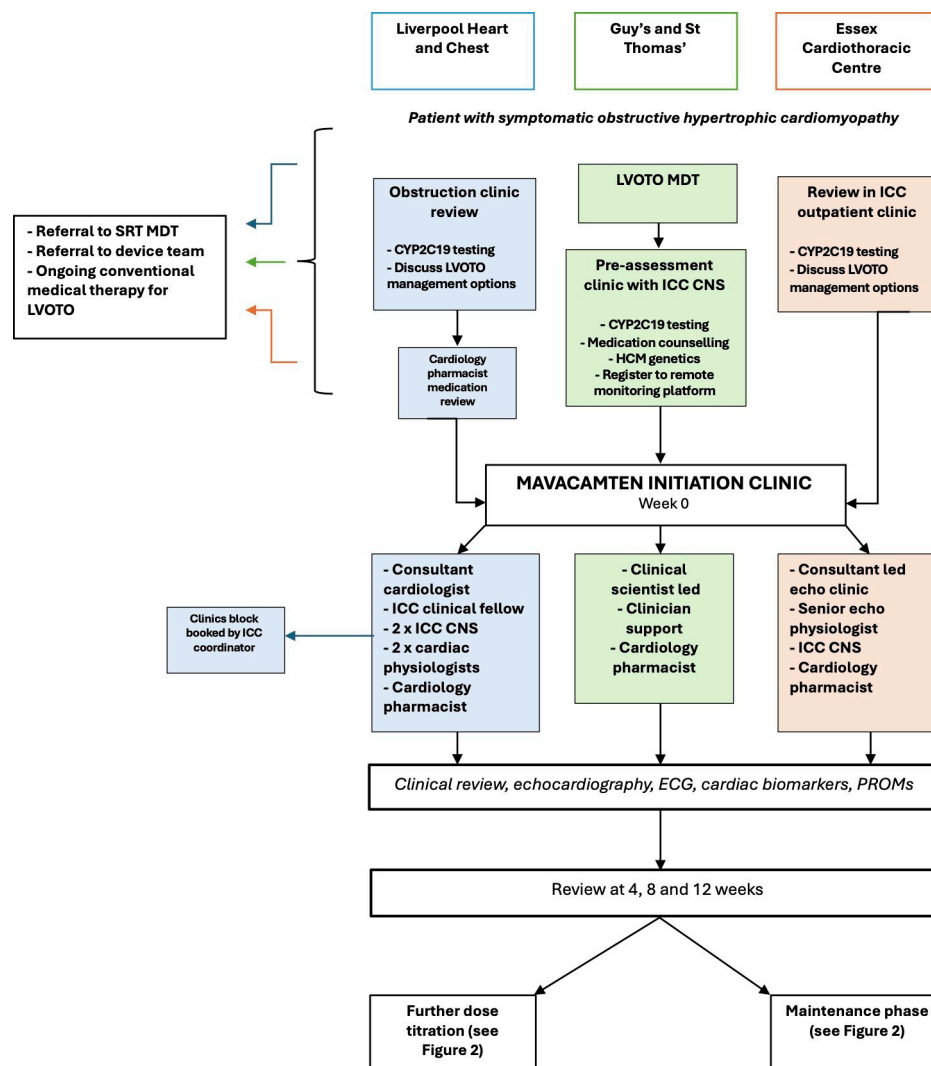 Liverpool Heart
and Chest
Guy’s and St
Thomas’
Essex
Cardiothoracic
Centre
Patient with symptomatic obstructive hypertrophic cardiomyopathy
- Referral to SRT MDT
- Referral to device team
- Ongoing conventional
medical therapy for
LVOTO
Obstruction clinic
review
- CYP2C19 testing
- Discuss LVOTO
management options
Cardiology
pharmacist
medication
review
LVOTO MDT
Pre-assessment
clinic with ICC CNS
- CYP2C19 testing
- Medication counselling
- HCM genetics
- Register to remote
monitoring platform
Review in ICC
outpatient clinic
- CYP2C19 testing
- Discuss LVOTO
management options
MAVACAMTEN INITIATION CLINIC
Week 0
Clinics block
booked by ICC
coordinator
- Consultant
cardiologist
- ICC clinical fellow
- 2 x ICC CNS
- 2 x cardiac
physiologists
- Cardiology
pharmacist
- Clinical
scientist led
- Clinician
support
- Cardiology
pharmacist
- Consultant led
echo clinic
- Senior echo
physiologist
- ICC CNS
- Cardiology
pharmacist
Clinical review, echocardiography, ECG, cardiac biomarkers, PROMs
Review at 4, 8 and 12 weeks
Further dose
titration (see
Figure 2)
Maintenance phase
(see Figure 2)